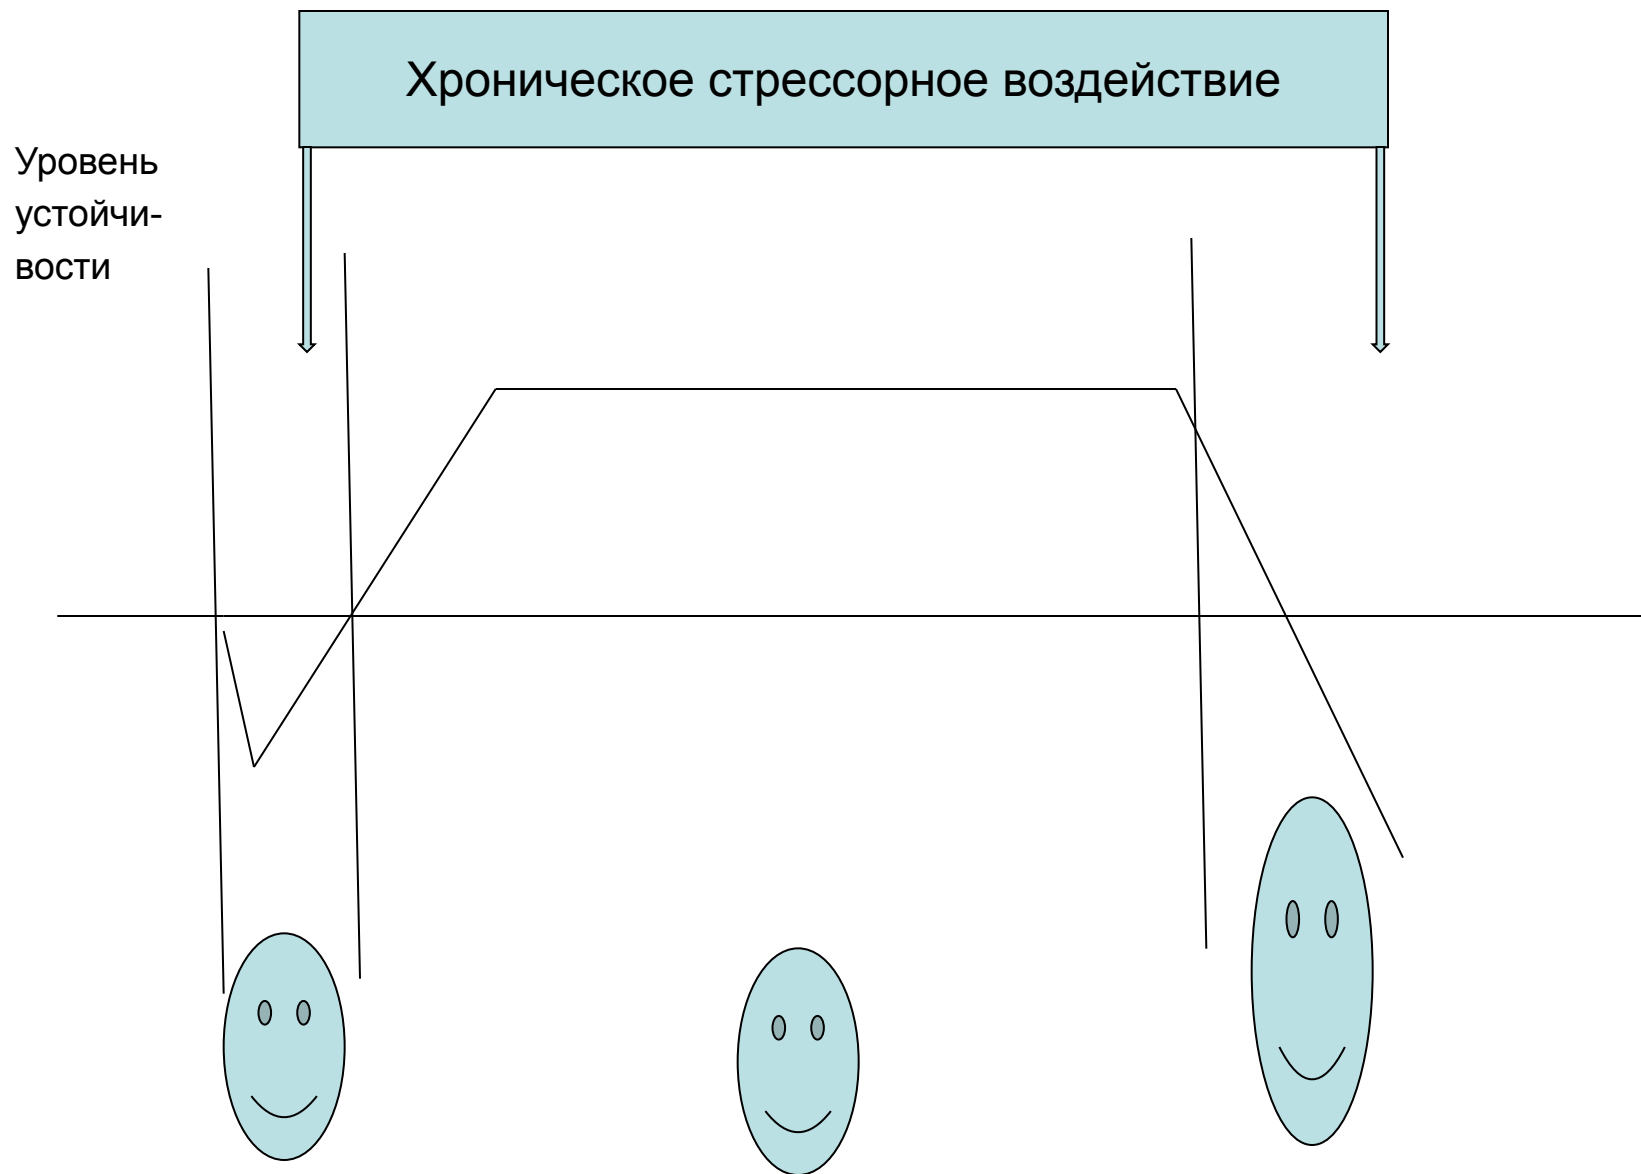 Хроническое стрессорное воздействие
Уровень
устойчи-
вости